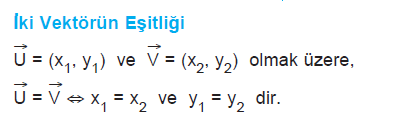 İki Vektörün Eşitliği
U⃗ = (x₁, y₁) ve V⃗ = (x₂, y₂) olmak üzere,
U⃗ = V⃗ ⇔ x₁ = x₂ ve y₁ = y₂ dir.